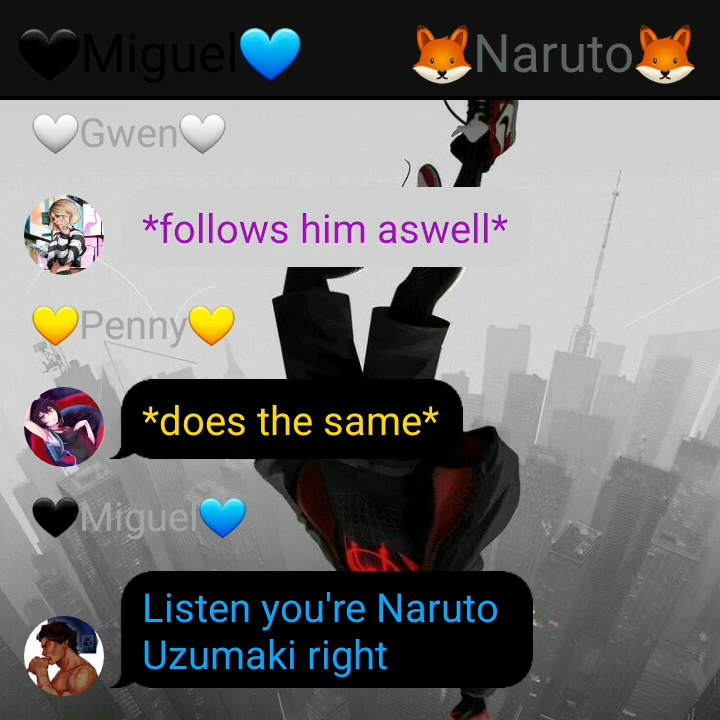 🖤Miguel💙 🦊Naruto🦊
🤍Gwen🤍
*follows him aswell*
💛Penny💛
*does the same*
🖤Miguel💙
Listen you're Naruto
Uzumaki right